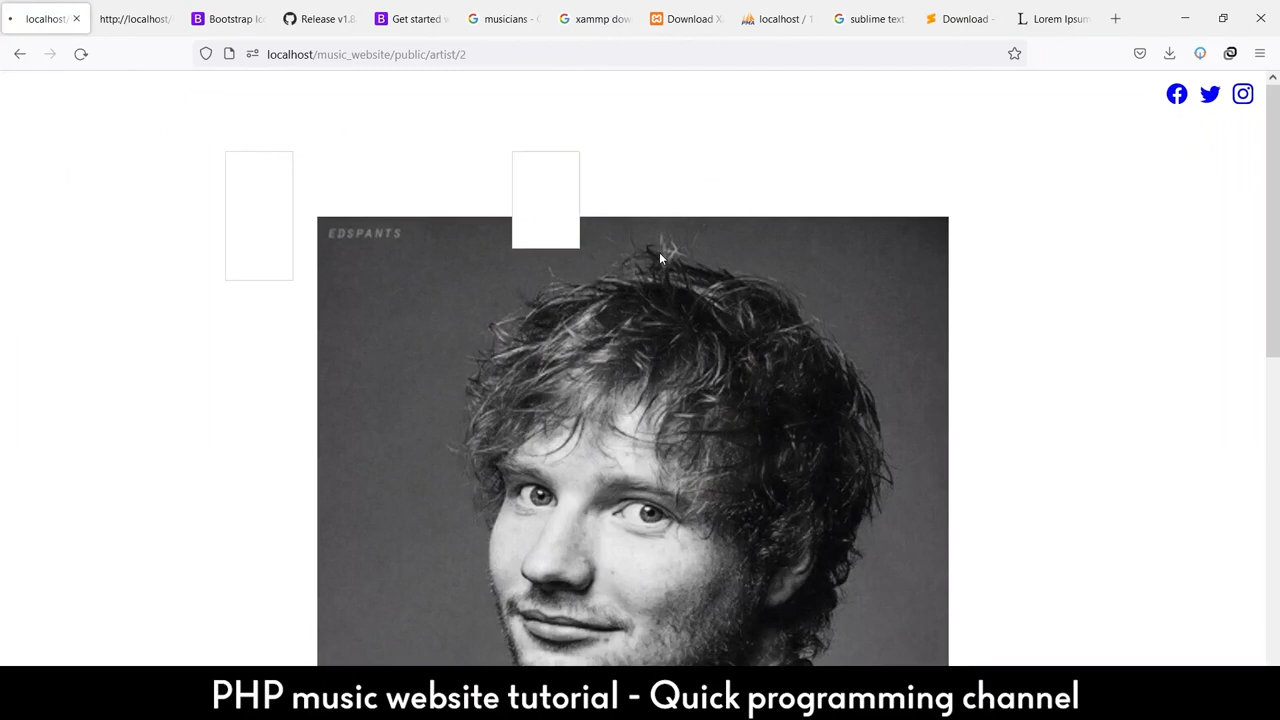 localhost/
http://localhost/
Bootstrap Ic
Release v1.8
Get started w
musicians - G
xammp dow
Download X
localhost / 1
sublime text
Download -
Lorem Ipsum
localhost/music_website/public/artist/2
EDSPANTS
PHP music website tutorial - Quick programming channel